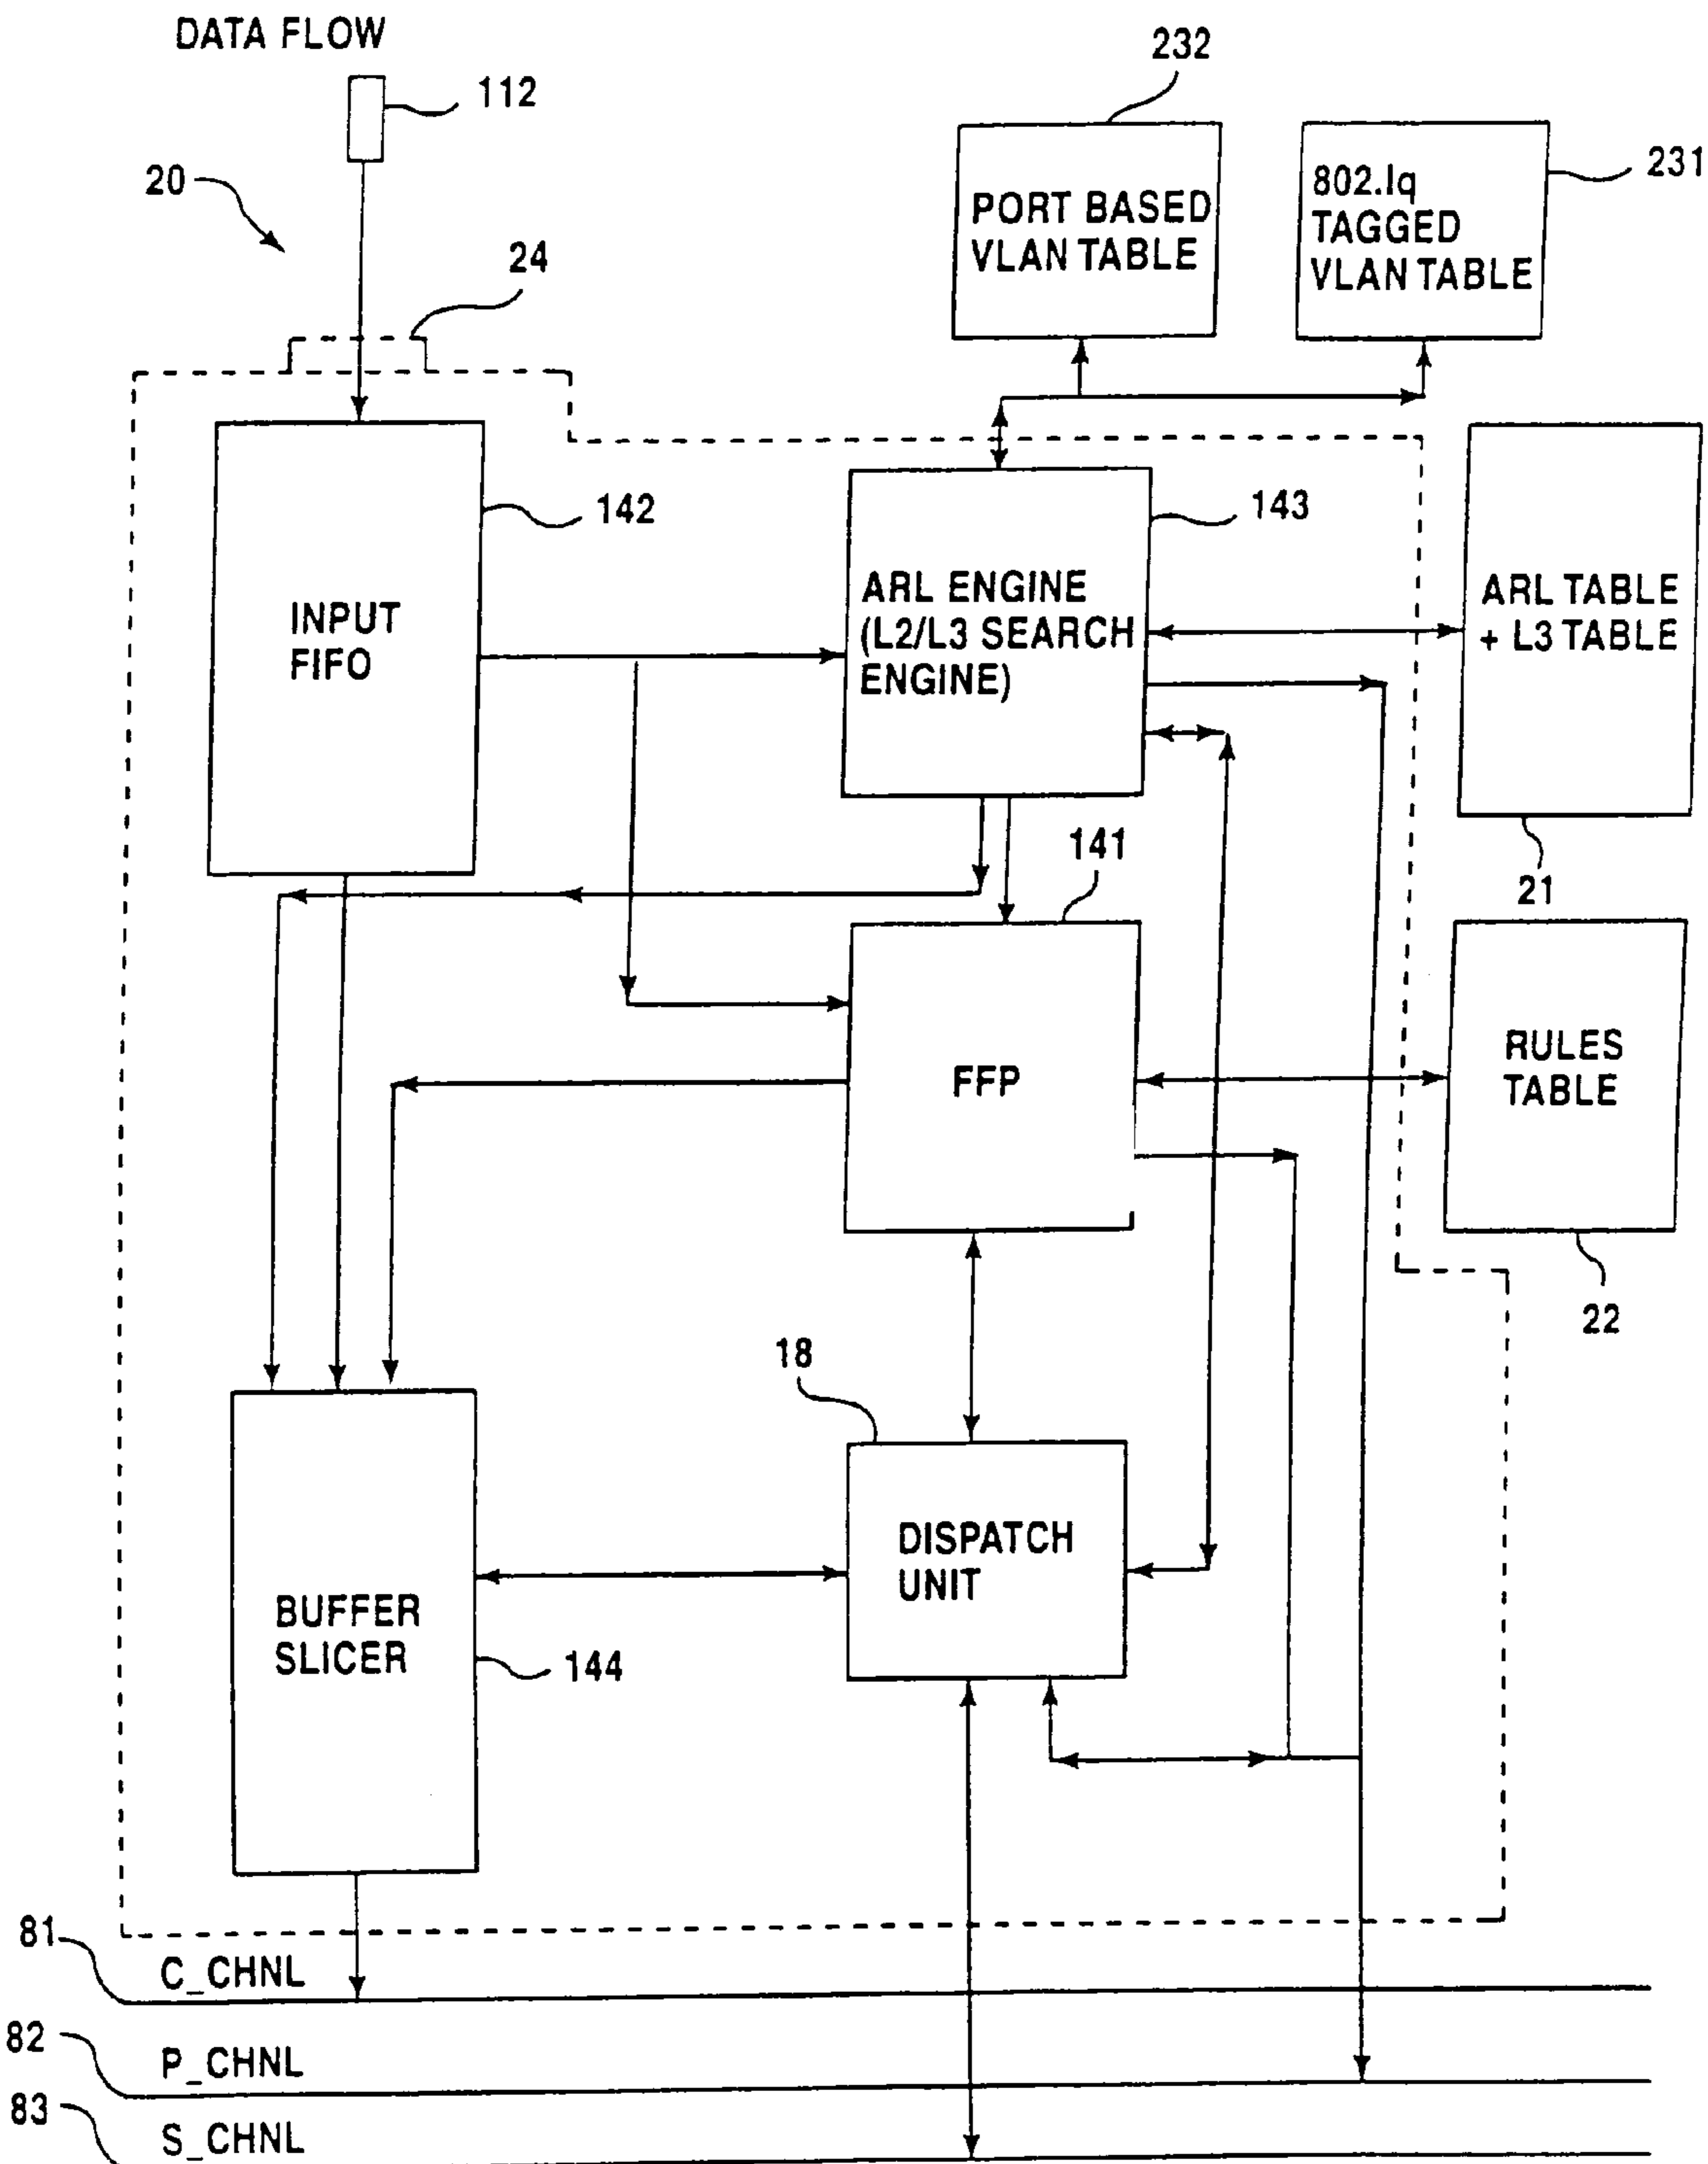 DATA FLOW
112
20
24
232
231
PORT BASED
VLAN TABLE
802.Iq
TAGGED
VLAN TABLE
142
143
INPUT
FIFO
ARL ENGINE
(L2/L3 SEARCH
ENGINE)
ARL TABLE
+ L3 TABLE
21
141
FFP
RULES
TABLE
22
18
DISPATCH
UNIT
BUFFER
SLICER
144
81
C_CHNL
82
P_CHNL
83
S_CHNL